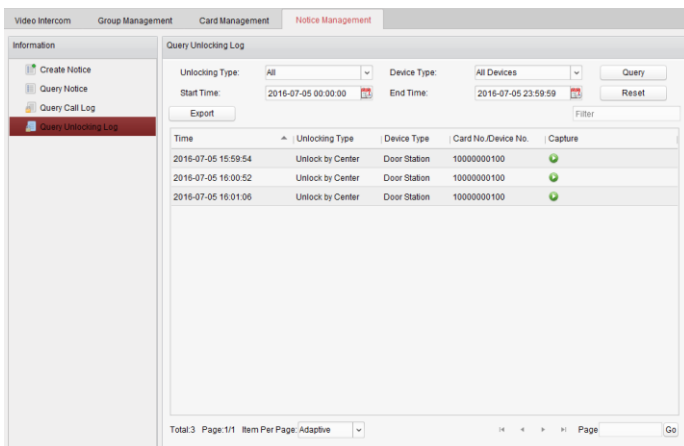 Video Intercom Group Management Card Management Notice Management
Information
Create Notice
Query Notice
Query Call Log
Query Unlocking Log
Query Unlocking Log
Unlocking Type: All Device Type: All Devices Query
Start Time: 2016-07-05 00:00:00 End Time: 2016-07-05 23:59:59 Reset
Export Filter
Time Unlocking Type Device Type Card No./Device No. Capture
2016-07-05 15:59:54 Unlock by Center Door Station 10000000100
2016-07-05 16:00:52 Unlock by Center Door Station 10000000100
2016-07-05 16:01:06 Unlock by Center Door Station 10000000100
Total:3 Page:1/1 Item Per Page: Adaptive Page Go